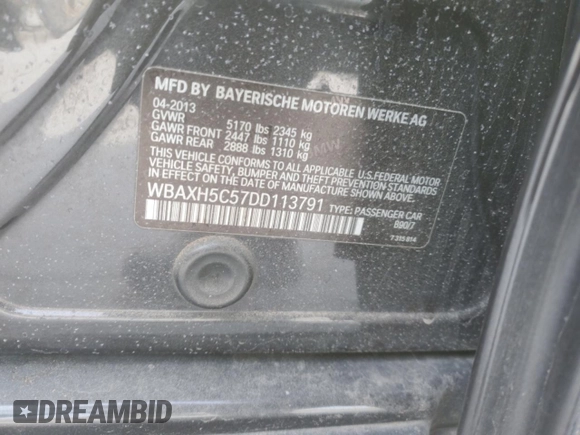 MFD BY BAYERISCHE MOTOREN WERKE AG
04-2013
GVWR 5170 lbs 2345 kg
GAWR FRONT 2447 lbs 1110 kg
GAWR REAR 2888 lbs 1310 kg
THIS VEHICLE CONFORMS TO ALL APPLICABLE U.S. FEDERAL MOTOR
VEHICLE SAFETY, BUMPER AND THEFT-PREVENTION-STANDARDS
IN EFFECT ON THE DATE OF MANUFACTURE SHOWN ABOVE.
WBAXH5C57DD113791 TYPE: PASSENGER CAR
B90/7
DREAMBID